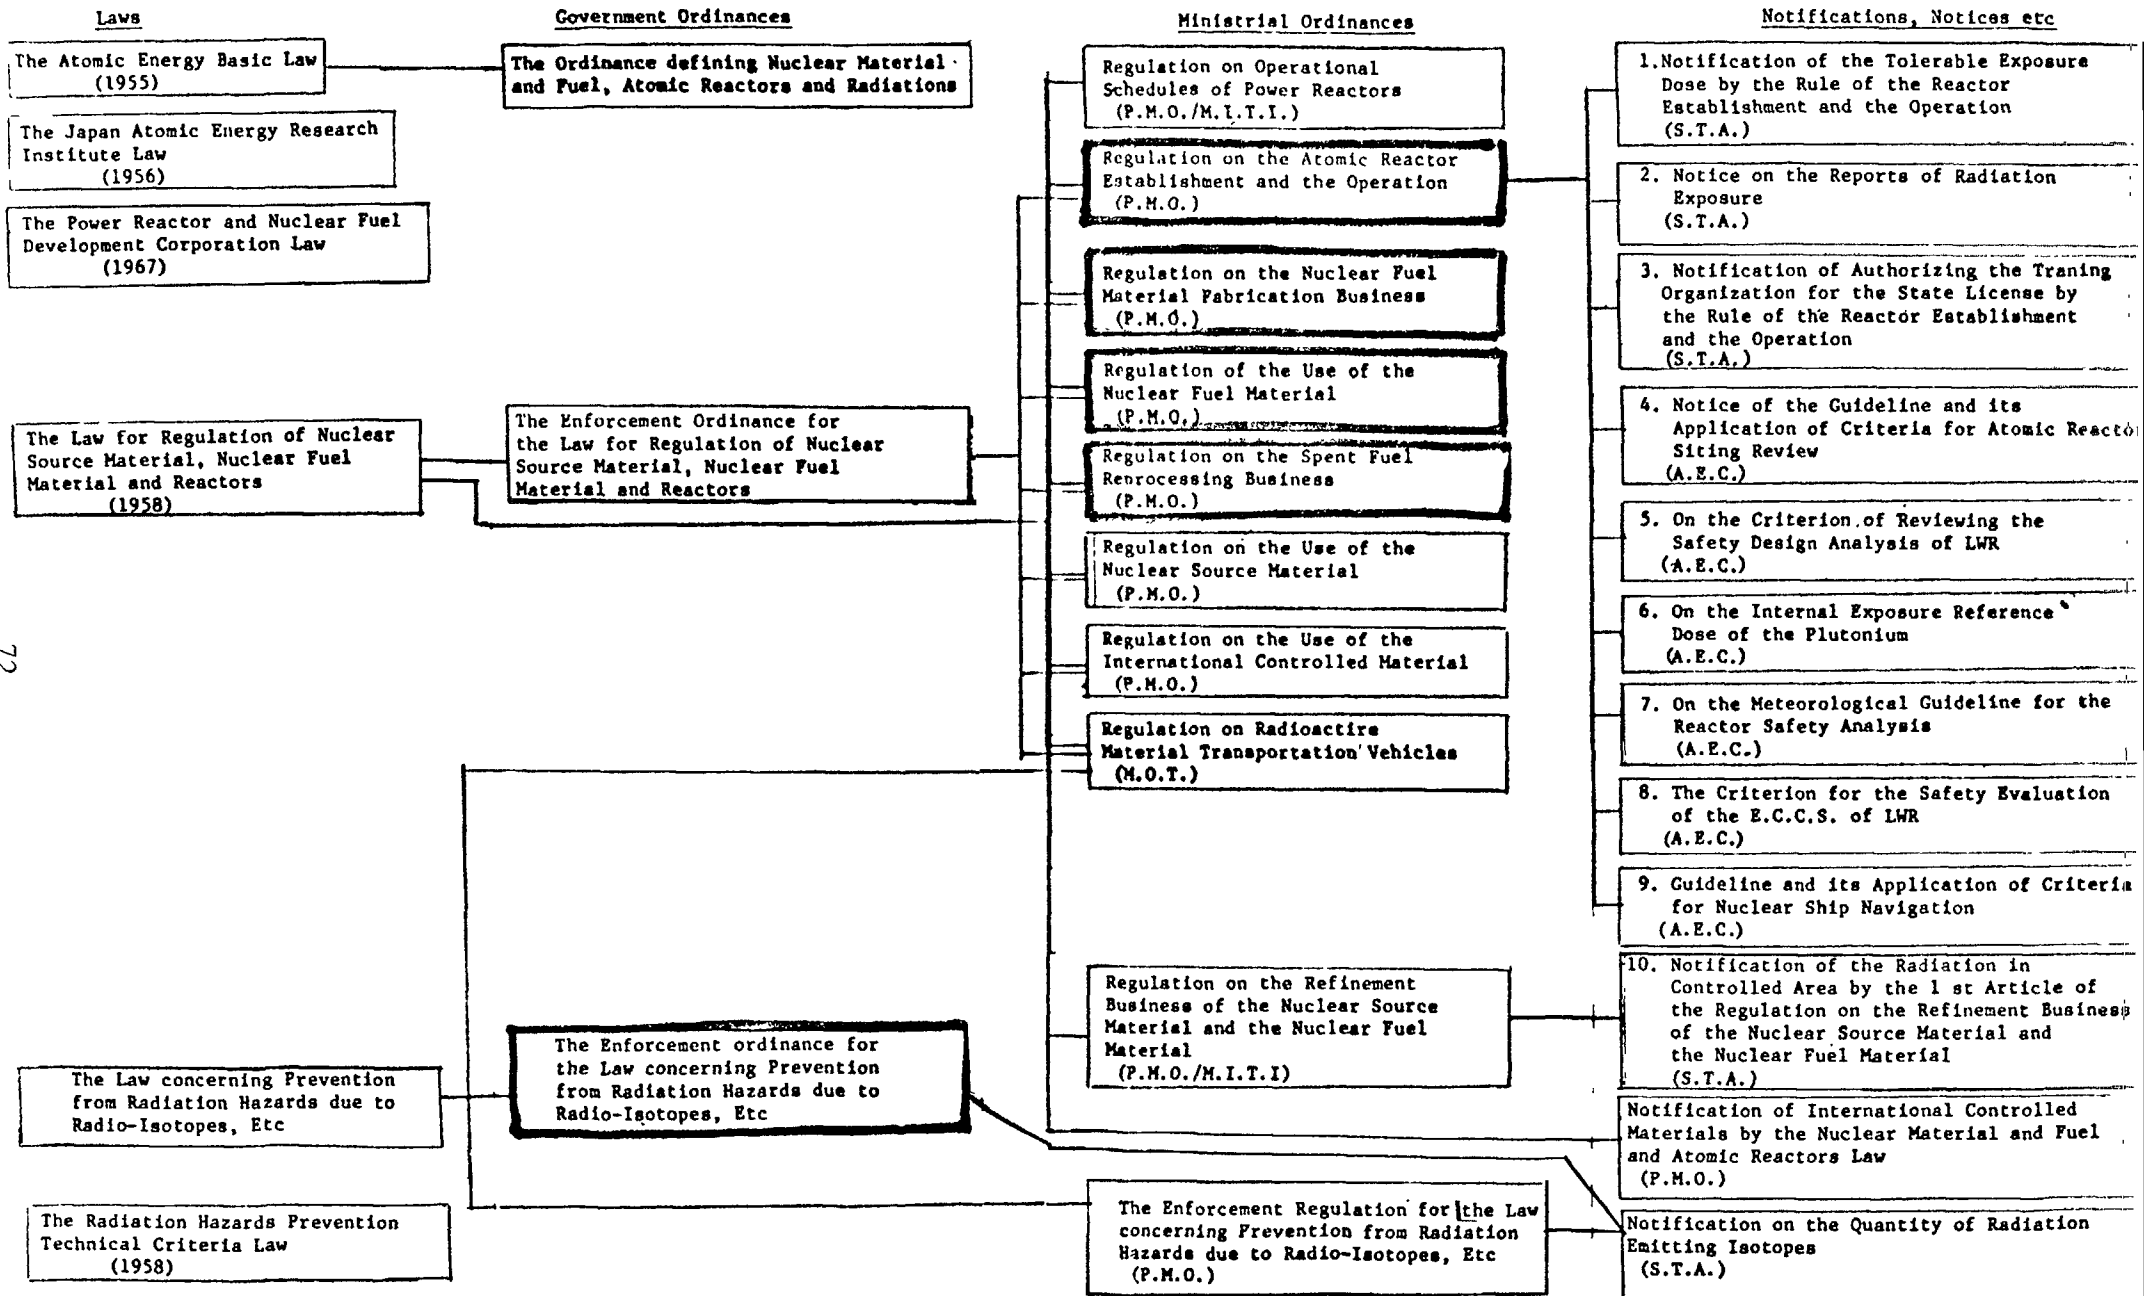 Laws
The Atomic Energy Basic Law
(1955)
The Japan Atomic Energy Research
Institute Law
(1956)
The Power Reactor and Nuclear Fuel
Development Corporation Law
(1967)
The Law for Regulation of Nuclear
Source Material, Nuclear Fuel
Material and Reactors
(1958)
The Law concerning Prevention
from Radiation Hazards due to
Radio-Isotopes, Etc
The Radiation Hazards Prevention
Technical Criteria Law
(1958)
Government Ordinances
The Ordinance defining Nuclear Material
and Fuel, Atomic Reactors and Radiations
The Enforcement Ordinance for
the Law for Regulation of Nuclear
Source Material, Nuclear Fuel
Material and Reactors
The Enforcement ordinance for
the Law concerning Prevention
from Radiation Hazards due to
Radio-Isotopes, Etc
Ministrial Ordinances
Regulation on Operational
Schedules of Power Reactors
(P.M.O./M.I.T.I.)
Regulation on the Atomic Reactor
Establishment and the Operation
(P.M.O.)
Regulation on the Nuclear Fuel
Material Fabrication Business
(P.M.O.)
Regulation of the Use of the
Nuclear Fuel Material
(P.M.O.)
Regulation on the Spent Fuel
Reprocessing Business
(P.M.O.)
Regulation on the Use of the
Nuclear Source Material
(P.M.O.)
Regulation on the Use of the
International Controlled Material
(P.M.O.)
Regulation on Radioactire
Material Transportation Vehicles
(M.O.T.)
Regulation on the Refinement
Business of the Nuclear Source
Material and the Nuclear Fuel
Material
(P.M.O./M.I.T.I)
The Enforcement Regulation for the Law
concerning Prevention from Radiation
Hazards due to Radio-Isotopes, Etc
(P.M.O.)
Notifications, Notices etc
1.Notification of the Tolerable Exposure
Dose by the Rule of the Reactor
Establishment and the Operation
(S.T.A.)
2. Notice on the Reports of Radiation
Exposure
(S.T.A.)
3. Notification of Authorizing the Traning
Organization for the State License by
the Rule of the Reactor Establishment
and the Operation
(S.T.A.)
4. Notice of the Guideline and its
Application of Criteria for Atomic Reacto
Siting Review
(A.E.C.)
5. On the Criterion of Reviewing the
Safety Design Analysis of LWR
(A.E.C.)
6. On the Internal Exposure Reference
Dose of the Plutonium
(A.E.C.)
7. On the Meteorological Guideline for the
Reactor Safety Analysis
(A.E.C.)
8. The Criterion for the Safety Evaluation
of the E.C.C.S. of LWR
(A.E.C.)
9. Guideline and its Application of Criteria
for Nuclear Ship Navigation
(A.E.C.)
10. Notification of the Radiation in
Controlled Area by the 1 st Article of
the Regulation on the Refinement Business
of the Nuclear Source Material and
the Nuclear Fuel Material
(S.T.A.)
Notification of International Controlled
Materials by the Nuclear Material and Fuel
and Atomic Reactors Law
(P.M.O.)
Notification on the Quantity of Radiation
Emitting Isotopes
(S.T.A.)
72